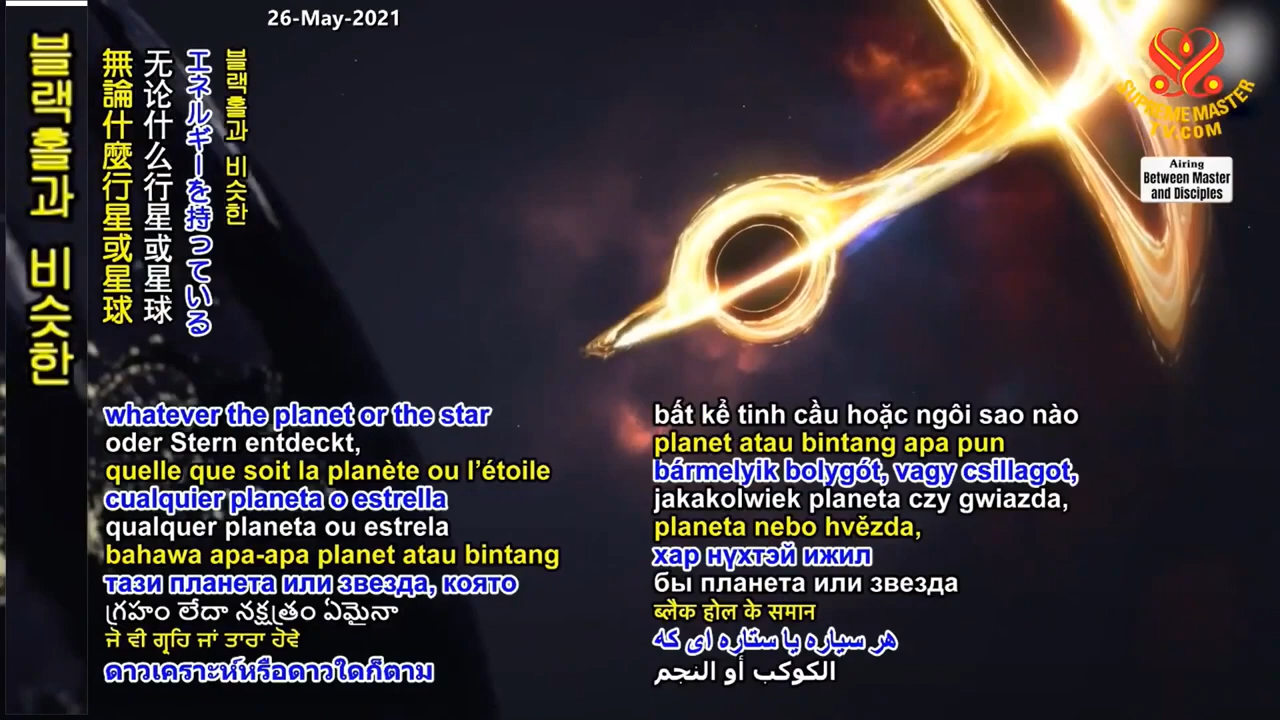 26-May-2021
블랙홀과 비슷한
블랙홀과 비슷한
エネルギーを持っている
无论什么行星或星球
無論什麼行星或星球
SUPREME MASTER
TV.COM
Airing
Between Master
and Disciples
whatever the planet or the star
oder Stern entdeckt,
quelle que soit la planète ou l’étoile
cualquier planeta o estrella
qualquer planeta ou estrela
bahawa apa-apa planet atau bintang
тази планета или звезда, която
గ్రహం లేదా నక్షత్రం ఏమైనా
ਜੋ ਵੀ ਗ੍ਰਹਿ ਜਾਂ ਤਾਰਾ ਹੋਵੇ
ดาวเคราะห์หรือดาวใดก็ตาม
bất kể tinh cầu hoặc ngôi sao nào
planet atau bintang apa pun
bármelyik bolygót, vagy csillagot,
jakakolwiek planeta czy gwiazda,
planeta nebo hvězda,
хар нүхтэй ижил
бы планета или звезда
ब्लैक होल के समान
هر سیاره یا ستاره ای که
الكوكب أو النجم